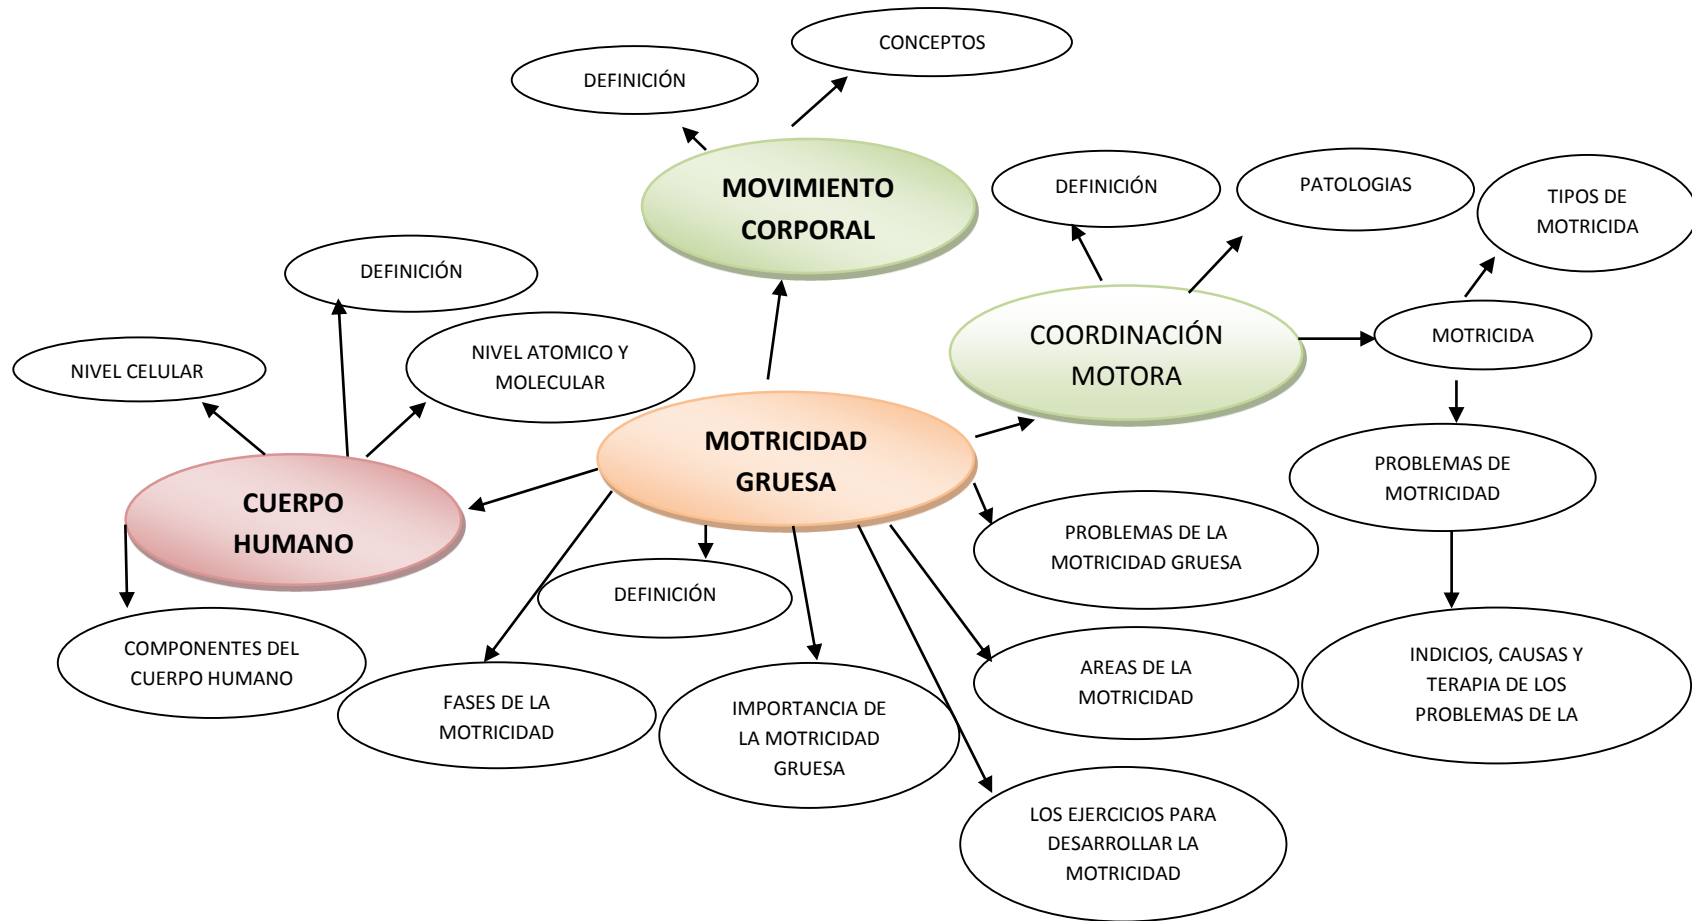 CONCEPTOS
DEFINICIÓN
MOVIMIENTO
CORPORAL
DEFINICIÓN
PATOLOGIAS
TIPOS DE
MOTRICIDA
DEFINICIÓN
NIVEL CELULAR
NIVEL ATOMICO Y
MOLECULAR
COORDINACIÓN
MOTORA
MOTRICIDA
MOTRICIDAD
GRUESA
CUERPO
HUMANO
PROBLEMAS DE
MOTRICIDAD
PROBLEMAS DE LA
MOTRICIDAD GRUESA
DEFINICIÓN
COMPONENTES DEL
CUERPO HUMANO
FASES DE LA
MOTRICIDAD
IMPORTANCIA DE
LA MOTRICIDAD
GRUESA
AREAS DE LA
MOTRICIDAD
INDICIOS, CAUSAS Y
TERAPIA DE LOS
PROBLEMAS DE LA
LOS EJERCICIOS PARA
DESARROLLAR LA
MOTRICIDAD